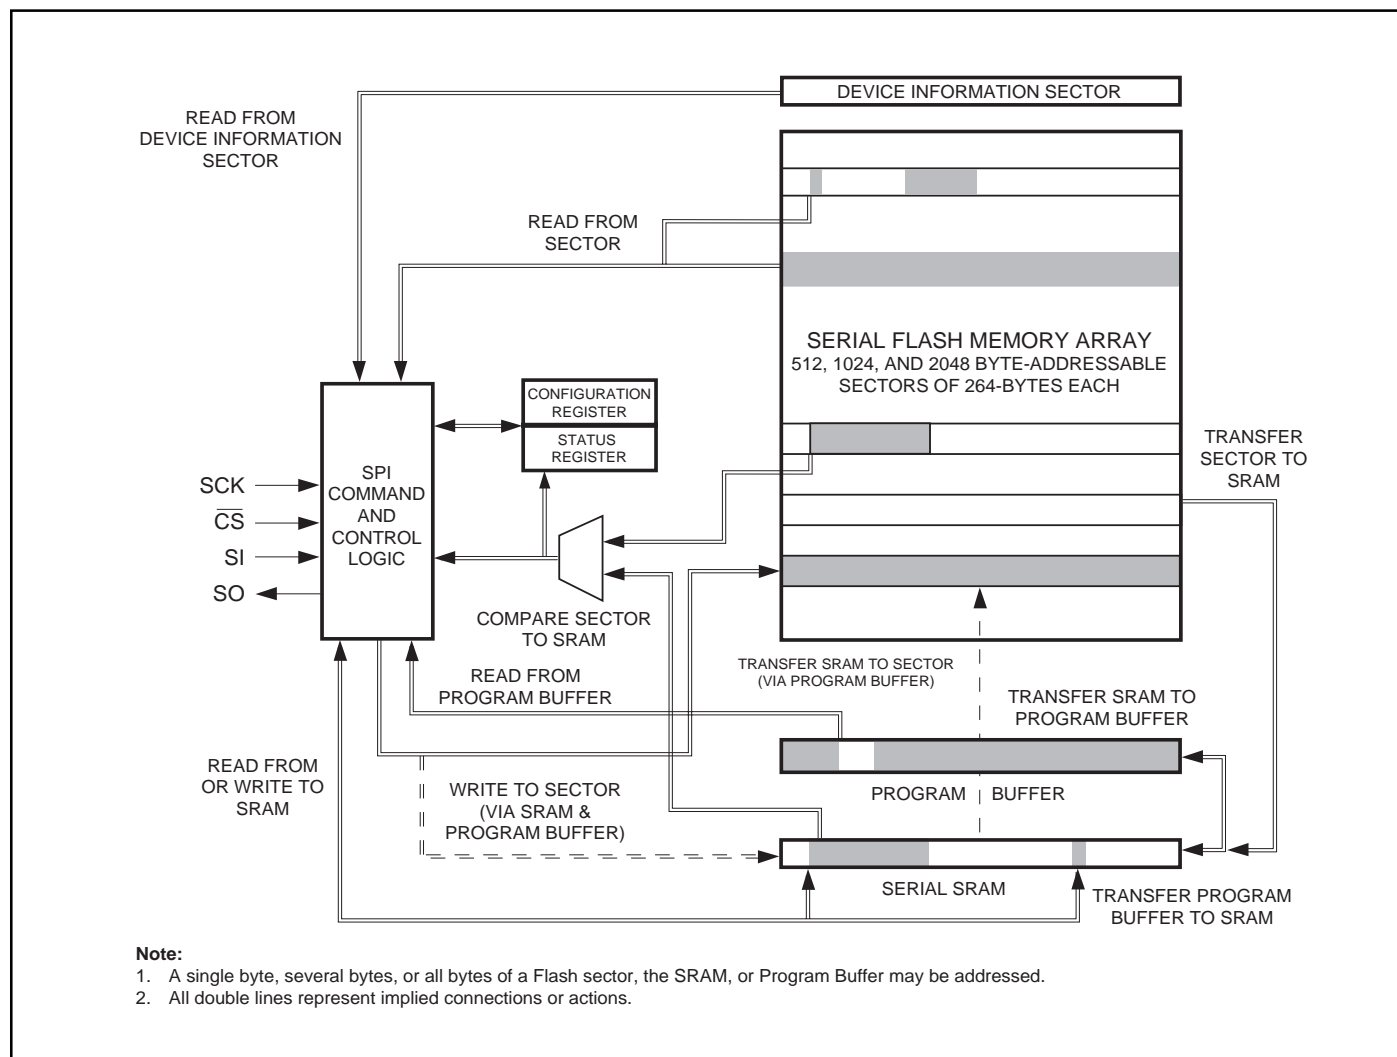 DEVICE INFORMATION SECTOR
READ FROM
DEVICE INFORMATION
SECTOR
READ FROM
SECTOR
SERIAL FLASH MEMORY ARRAY
512, 1024, AND 2048 BYTE-ADDRESSABLE
SECTORS OF 264-BYTES EACH
CONFIGURATION
REGISTER
STATUS
REGISTER
TRANSFER
SECTOR TO
SRAM
SPI
COMMAND
AND
CONTROL
LOGIC
SCK
CS
SI
SO
COMPARE SECTOR
TO SRAM
TRANSFER SRAM TO SECTOR
(VIA PROGRAM BUFFER)
READ FROM
PROGRAM BUFFER
TRANSFER SRAM TO
PROGRAM BUFFER
READ FROM
OR WRITE TO
SRAM
WRITE TO SECTOR
(VIA SRAM &
PROGRAM BUFFER)
PROGRAM BUFFER
SERIAL SRAM
TRANSFER PROGRAM
BUFFER TO SRAM
Note:
1. A single byte, several bytes, or all bytes of a Flash sector, the SRAM, or Program Buffer may be addressed.
2. All double lines represent implied connections or actions.